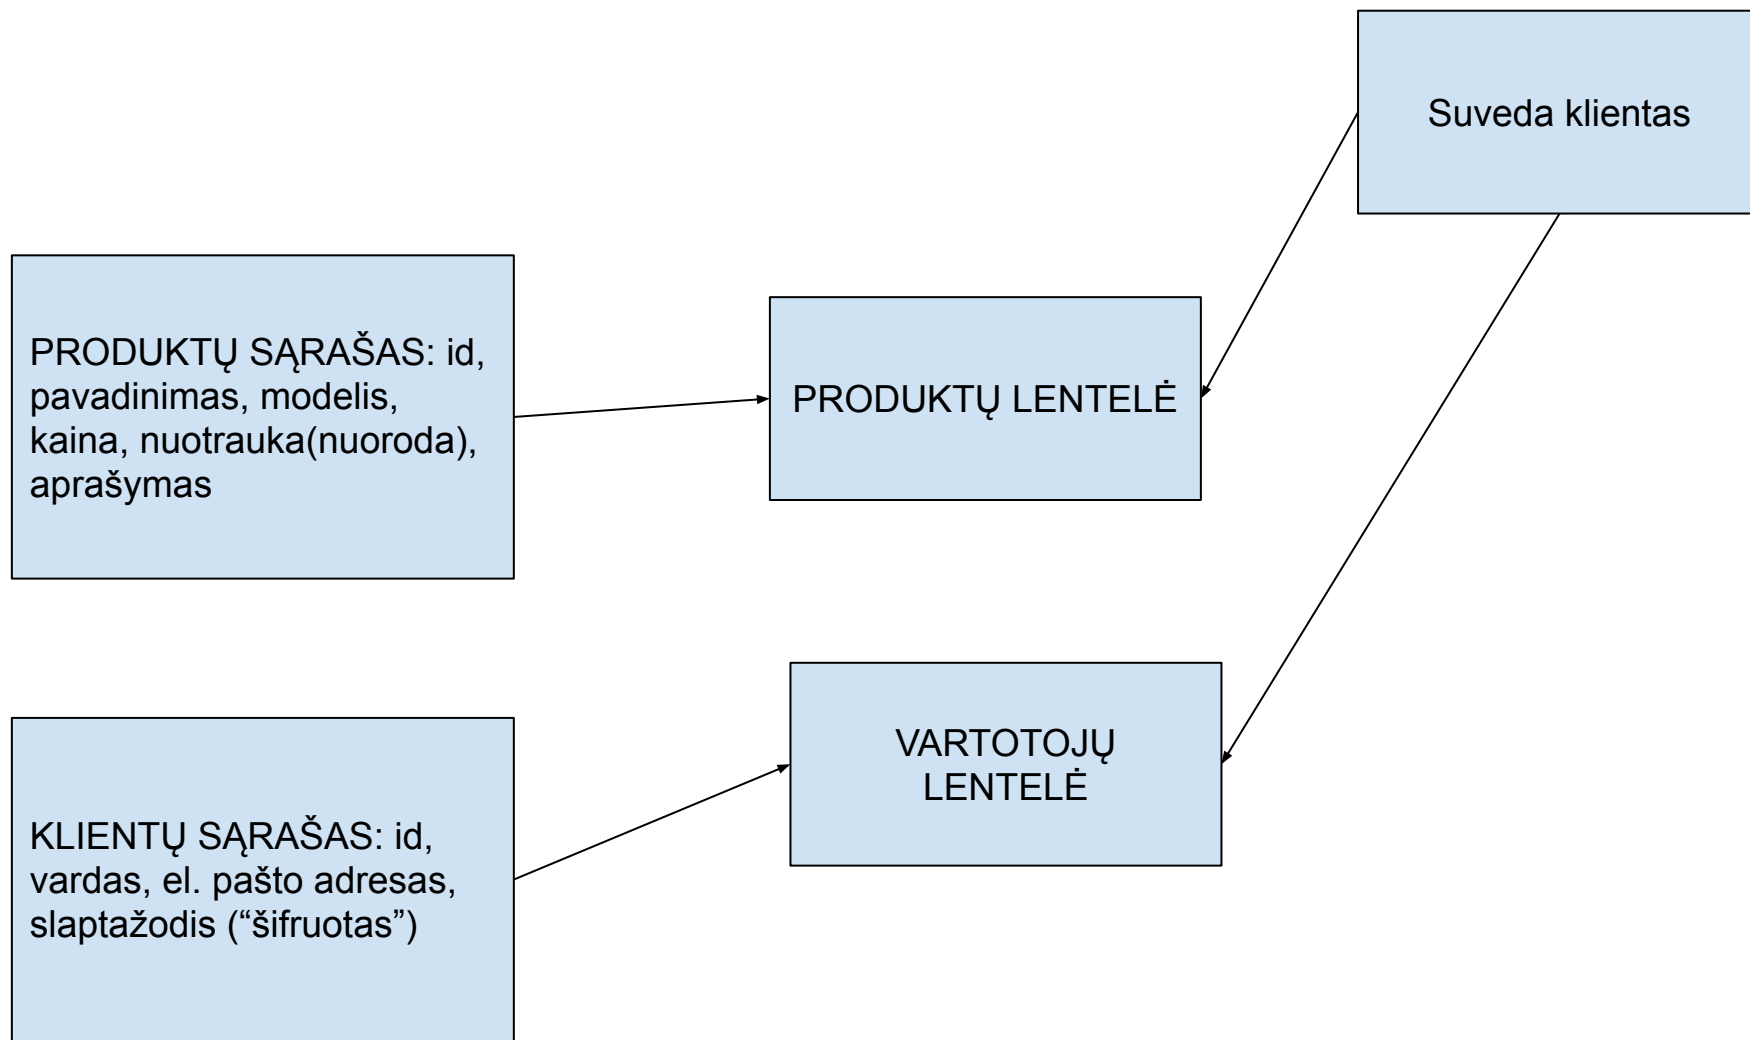 Suveda klientas
PRODUKTŲ SĄRAŠAS: id,
pavadinimas, modelis,
kaina, nuotrauka(nuoroda),
aprašymas
PRODUKTŲ LENTELĖ
VARTOTOJŲ
LENTELĖ
KLIENTŲ SĄRAŠAS: id,
vardas, el. pašto adresas,
slaptažodis (“šifruotas”)